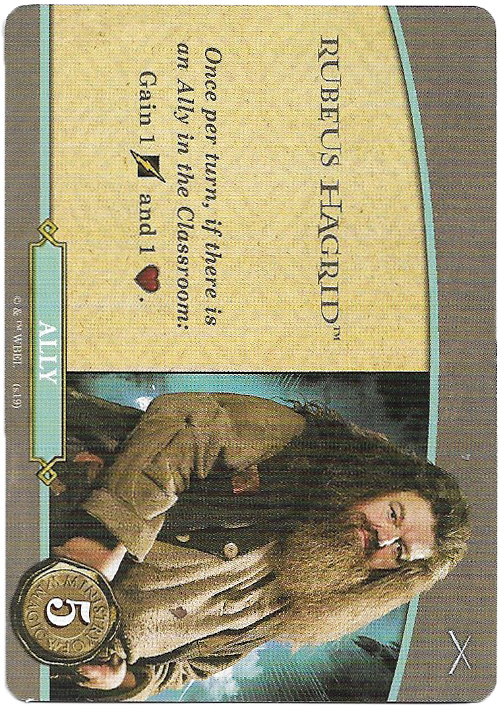 RUBEUS HAGRID™
Once per turn, if there is
an Ally in the Classroom:
Gain 1 and 1 .
ALLY
5
© & ™ WBEI. (s19)